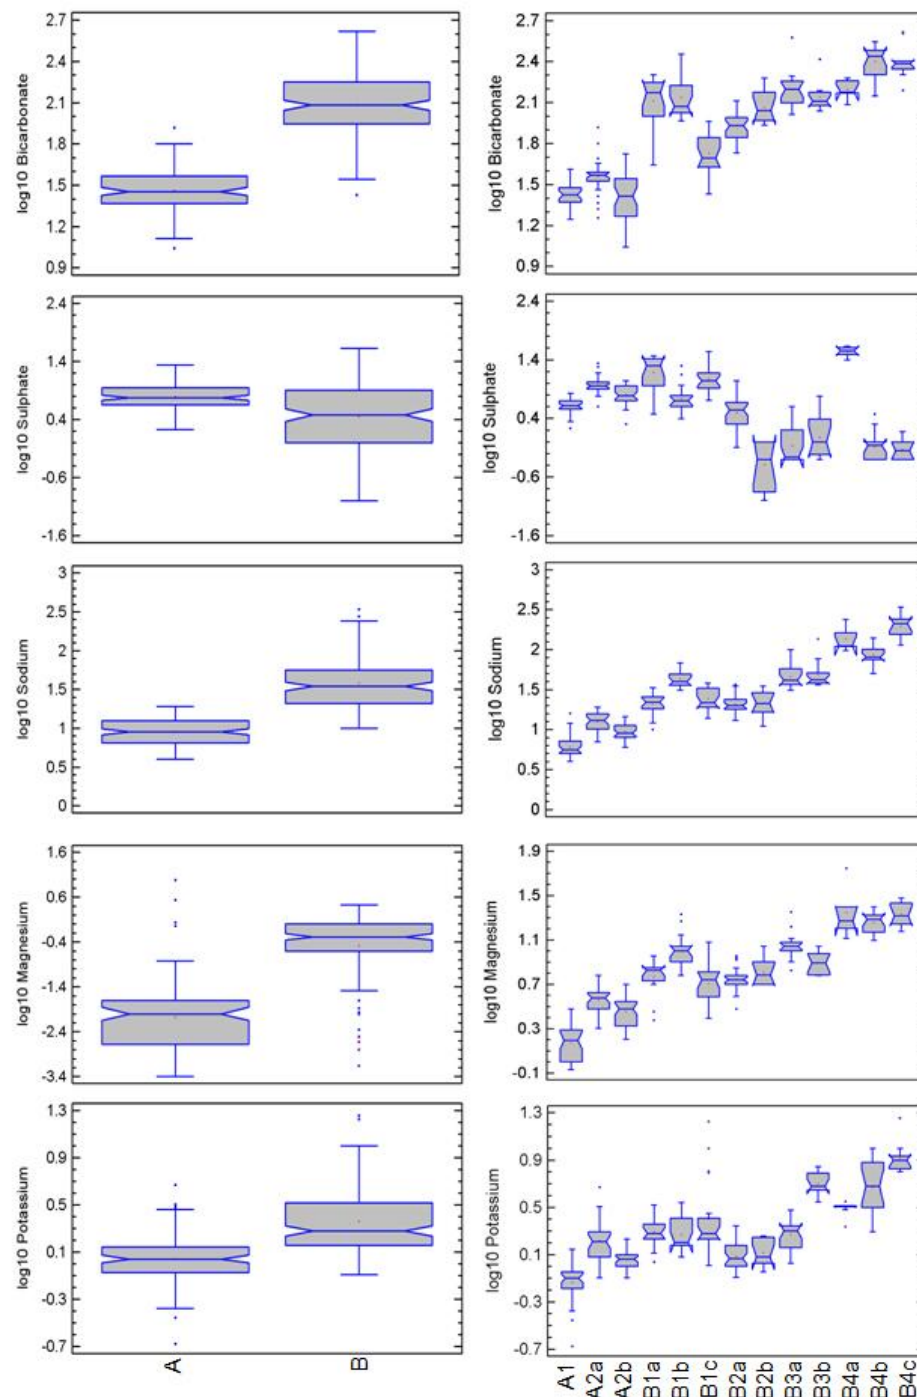 2.7
2.4
2.1
1.8
1.5
1.2
0.9
log10 Bicarbonate
2.7
2.4
2.1
1.8
1.5
1.2
0.9
log10 Bicarbonate
2.4
1.4
0.4
-0.6
-1.6
log10 Sulphate
2.4
1.4
0.4
-0.6
-1.6
log10 Sulphate
3
2.5
2
1.5
1
0.5
0
log10 Sodium
3
2.5
2
1.5
1
0.5
0
log10 Sodium
1.6
0.6
-0.4
-1.4
-2.4
-3.4
log10 Magnesium
1.9
1.5
1.1
0.7
0.3
-0.1
log10 Magnesium
1.3
0.9
0.5
0.1
-0.3
-0.7
log10 Potassium
A
B
1.3
0.9
0.5
0.1
-0.3
-0.7
log10 Potassium
A1
A2a
A2b
B1a
B1b
B1c
B2a
B2b
B3a
B3b
B4a
B4b
B4c